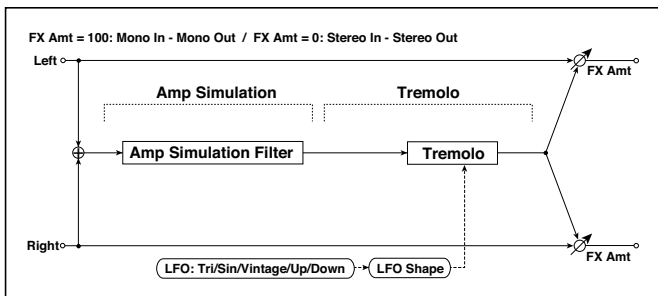 FX Amt = 100: Mono In - Mono Out / FX Amt = 0: Stereo In - Stereo Out
Left
FX Amt
Amp Simulation
Tremolo
Amp Simulation Filter
Tremolo
Right
FX Amt
LFO: Tri/Sin/Vintage/Up/Down
LFO Shape